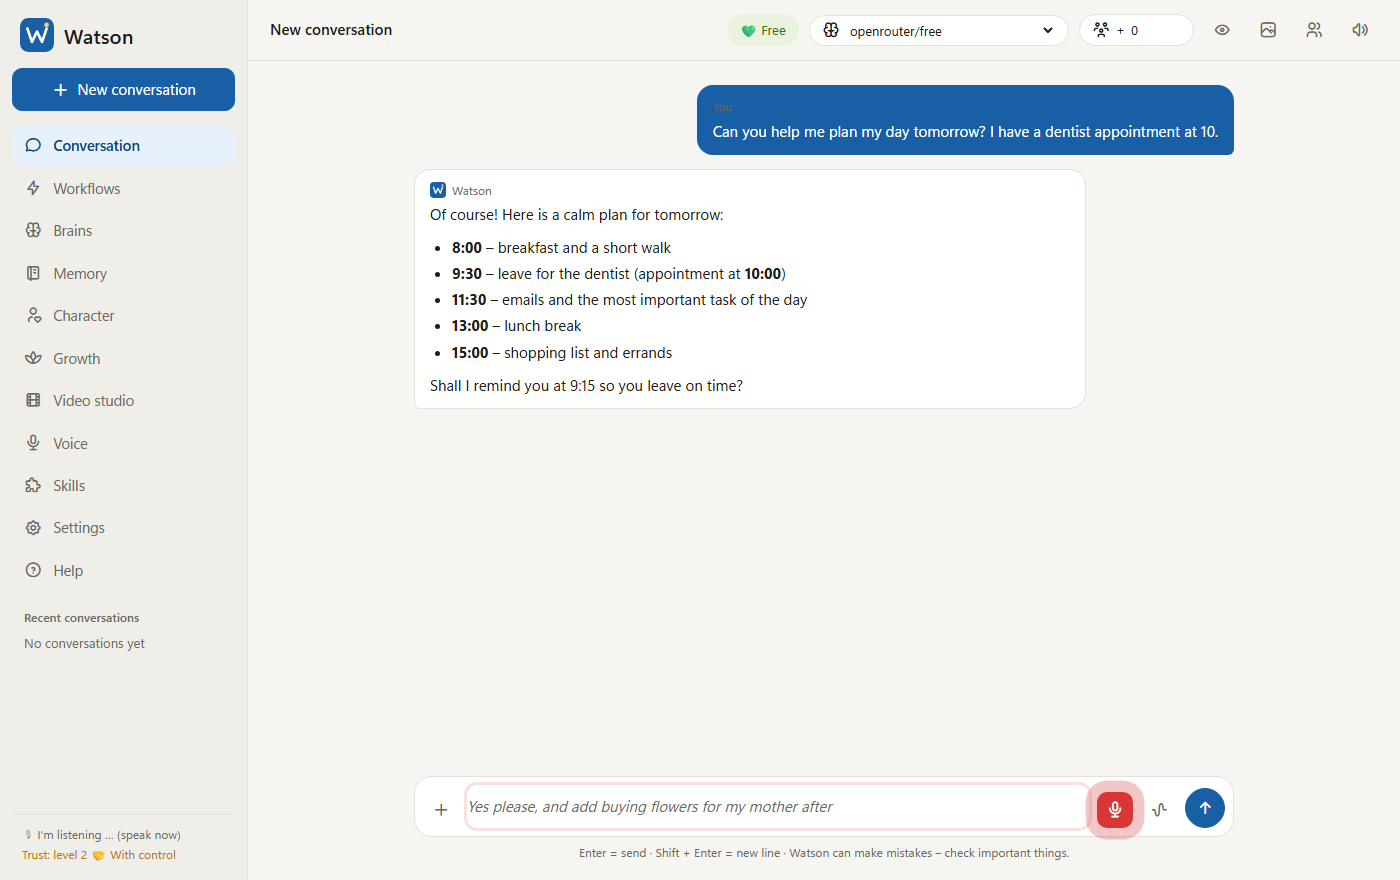 Watson
New conversation
Conversation
Workflows
Brains
Memory
Character
Growth
Video studio
Voice
Skills
Settings
Help
Recent conversations
No conversations yet
I'm listening ... (speak now)
Trust: level 2 🤝 With control
New conversation
💚 Free
openrouter/free
+ 0
You
Can you help me plan my day tomorrow? I have a dentist appointment at 10.
Watson
Of course! Here is a calm plan for tomorrow:
• 8:00 – breakfast and a short walk
• 9:30 – leave for the dentist (appointment at 10:00)
• 11:30 – emails and the most important task of the day
• 13:00 – lunch break
• 15:00 – shopping list and errands
Shall I remind you at 9:15 so you leave on time?
Yes please, and add buying flowers for my mother after
Enter = send · Shift + Enter = new line · Watson can make mistakes – check important things.